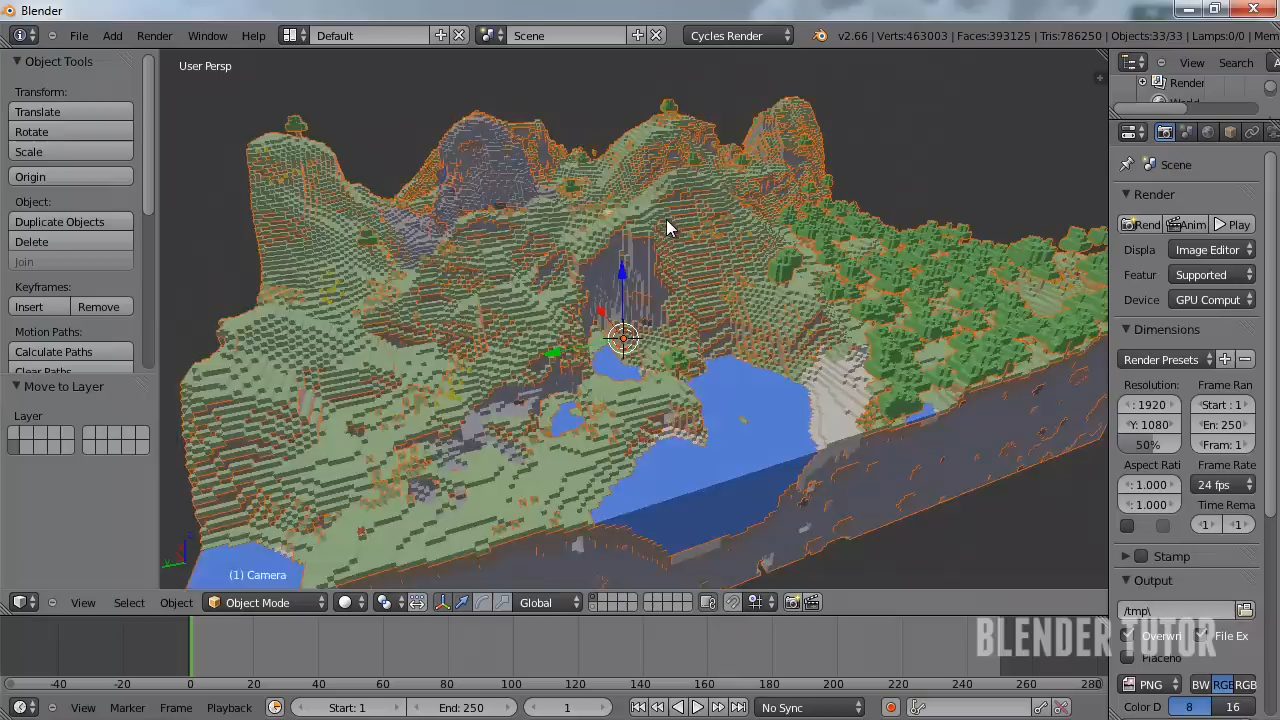 Blender
File Add Render Window Help Default Scene Cycles Render v2.66 | Verts:463003 | Faces:393125 | Tris:786250 | Objects:33/33 | Lamps:0/0 | Mem
Object Tools
Transform:
Translate
Rotate
Scale
Origin
Object:
Duplicate Objects
Delete
Join
Keyframes:
Insert Remove
Motion Paths:
Calculate Paths
Clear Paths
Move to Layer
Layer
User Persp
(1) Camera
View Search
Render
World
Scene
Render
Rend Anim Play
Displa Image Editor
Featur Supported
Device GPU Comput
Dimensions
Render Presets
Resolution: Frame Ran
: 1920 Start : 1
Y: 1080 En: 250
50% Fram: 1
Aspect Rati Frame Rate
: 1.000 24 fps
: 1.000 Time Rema
:1 :1
Stamp
Output
/tmp\
Overwri File Ex
Placeho
PNG BW RGB RGB
Color D 8 16
View Select Object Object Mode Global
BLENDER TUTOR
-40 -20 0 20 40 60 80 100 120 140 160 180 200 220 240 260 280
View Marker Frame Playback Start: 1 End: 250 1 No Sync